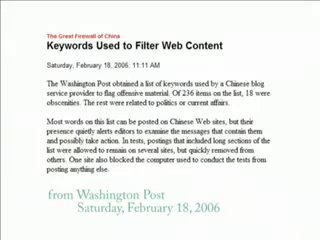 The Great Firewall of China
Keywords Used to Filter Web Content
Saturday, February 18, 2006, 11:11 AM
The Washington Post obtained a list of keywords used by a Chinese blog
service provider to flag offensive material. Of 236 items on the list, 18 were
obscenities. The rest were related to politics or current affairs.
Most words on this list can be posted on Chinese Web sites, but their
presence quietly alerts editors to examine the messages that contain them
and possibly take action. In tests, postings that included long sections of the
list were allowed to remain on several sites, but quickly removed from
others. One site also blocked the computer used to conduct the tests from
posting anything else.
from Washington Post
Saturday, February 18, 2006